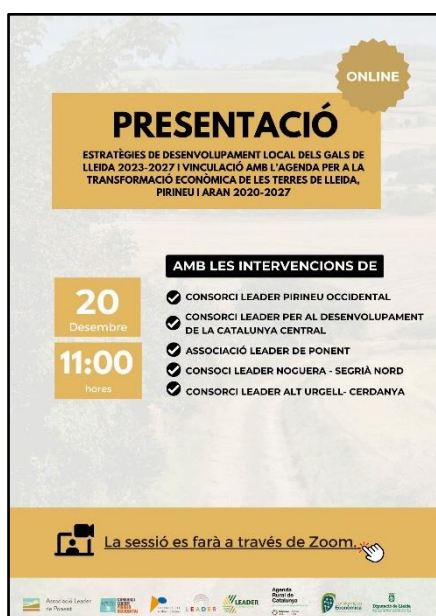 ONLINE
PRESENTACIÓ
ESTRATÈGIES DE DESENVOLUPAMENT LOCAL DELS GALS DE
LLEIDA 2023-2027 I VINCULACIÓ AMB L'AGENDA PER A LA
TRANSFORMACIÓ ECONÒMICA DE LES TERRES DE LLEIDA,
PIRINEU I ARAN 2020-2027
AMB LES INTERVENCIONS DE
20
Desembre
11:00
hores
CONSORCI LEADER PIRINEU OCCIDENTAL
CONSORCI LEADER PER AL DESENVOLUPAMENT
DE LA CATALUNYA CENTRAL
ASSOCIACIÓ LEADER DE PONENT
CONSOCI LEADER NOGUERA - SEGRIÀ NORD
CONSORCI LEADER ALT URGELL- CERDANYA
La sessió es farà a través de Zoom.
Associació Leader
de Ponent
LEADER
LEADER
Agenda
Rural de
Catalunya
Diputació de Lleida